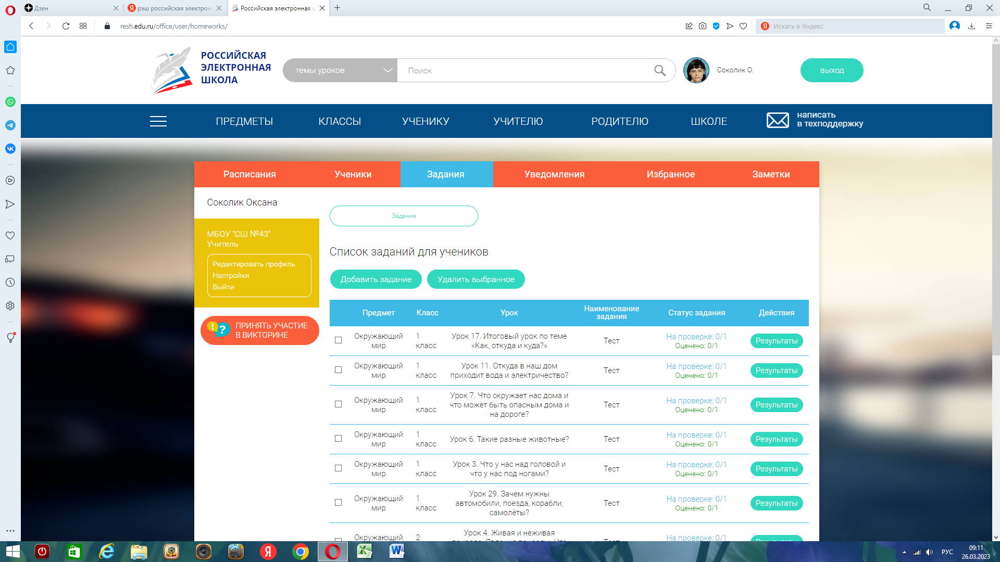 Дзен
рэш российская электрон
Российская электронная
resh.edu.ru/office/user/homeworks/
Искать в Яндекс
РОССИЙСКАЯ
ЭЛЕКТРОННАЯ
ШКОЛА
темы уроков
Поиск
Соколик О.
выход
ПРЕДМЕТЫ
КЛАССЫ
УЧЕНИКУ
УЧИТЕЛЮ
РОДИТЕЛЮ
ШКОЛЕ
написать
в техподдержку
Расписания
Ученики
Задания
Уведомления
Избранное
Заметки
Соколик Оксана
МБОУ "СШ №43"
Учитель
Редактировать профиль
Настройки
Выйти
ПРИНЯТЬ УЧАСТИЕ
В ВИКТОРИНЕ
Задания
Список заданий для учеников
Добавить задание
Удалить выбранное
Предмет
Класс
Урок
Наименование
задания
Статус задания
Действия
Окружающий
мир
1
класс
Урок 17. Итоговый урок по теме
«Как, откуда и куда?»
Тест
На проверке: 0/1
Оценено: 0/1
Результаты
Окружающий
мир
1
класс
Урок 11. Откуда в наш дом
приходит вода и электричество?
Тест
На проверке: 0/1
Оценено: 0/1
Результаты
Окружающий
мир
1
класс
Урок 7. Что окружает нас дома и
что может быть опасным дома и
на дороге?
Тест
На проверке: 0/1
Оценено: 0/1
Результаты
Окружающий
мир
1
класс
Урок 6. Такие разные животные?
Тест
На проверке: 0/1
Оценено: 0/1
Результаты
Окружающий
мир
1
класс
Урок 3. Что у нас над головой и
что у нас под ногами?
Тест
На проверке: 0/1
Оценено: 0/1
Результаты
Окружающий
мир
1
класс
Урок 29. Зачем нужны
автомобили, поезда, корабли,
самолёты?
Тест
На проверке: 0/1
Оценено: 0/1
Результаты
Окружающий
2
Урок 4. Живая и неживая
На проверке: 0/1
РУС
09:11
26.03.2023